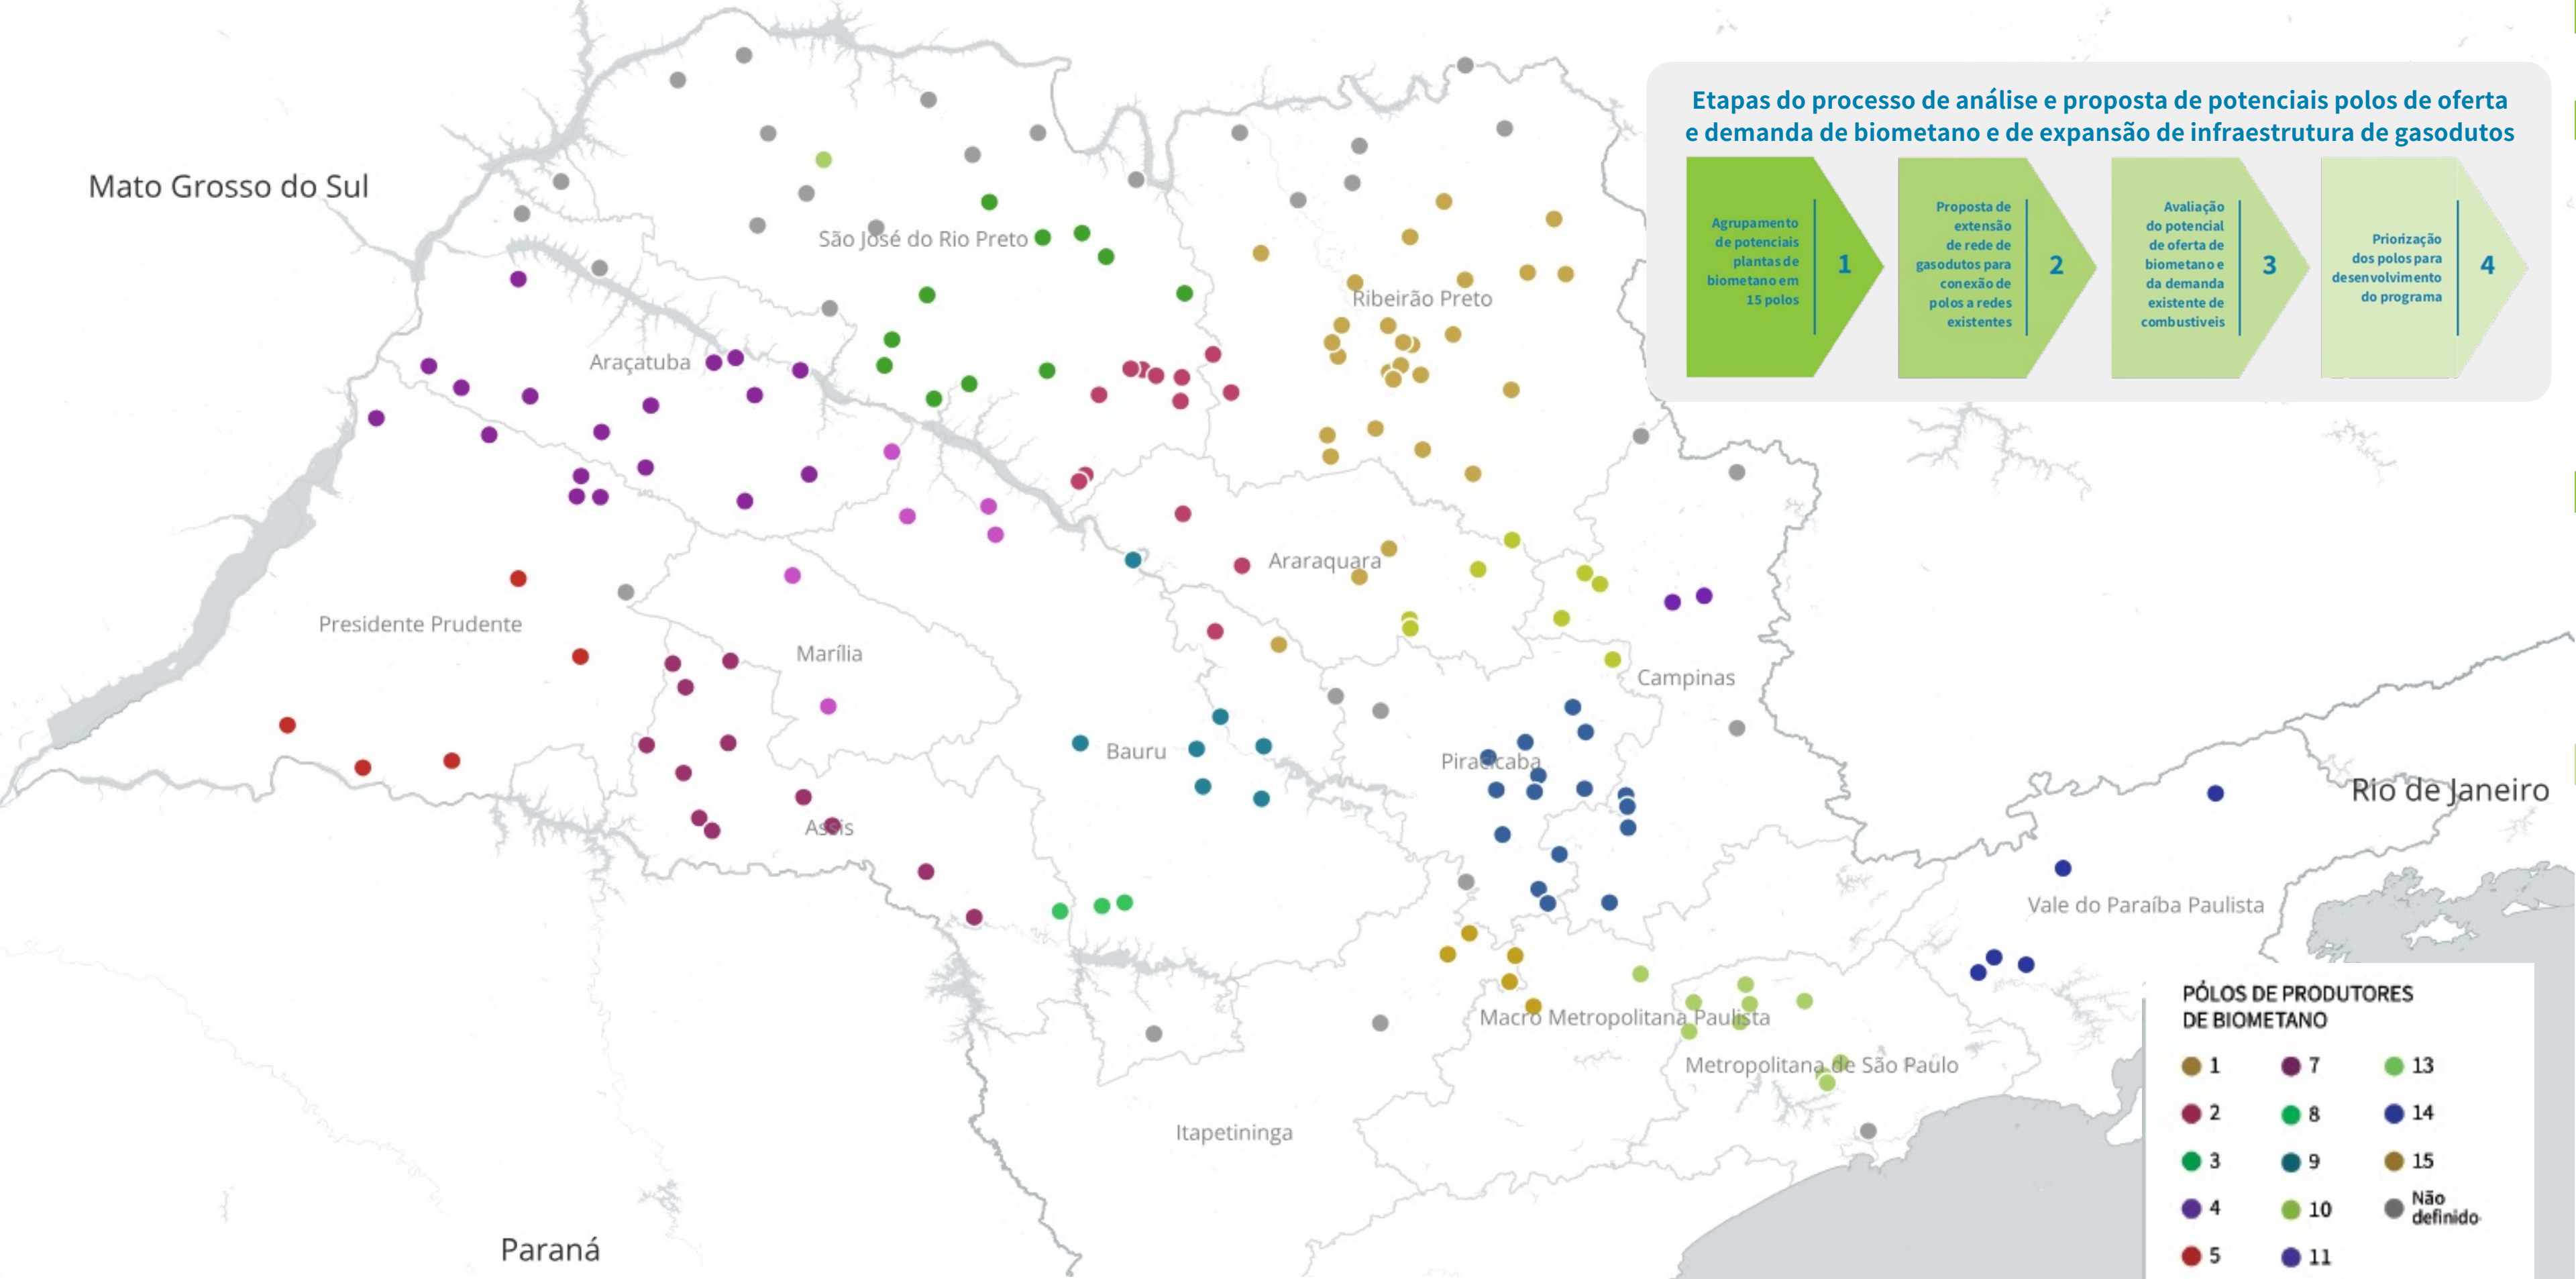 Etapas do processo de análise e proposta de potenciais polos de oferta
e demanda de biometano e de expansão de infraestrutura de gasodutos
Agrupamento
de potenciais
plantas de
biometano em
15 polos
1
Proposta de
extensão
de rede de
gasodutos para
conexão de
polos a redes
existentes
2
Avaliação
do potencial
de oferta de
biometano e
da demanda
existente de
combustíveis
3
Priorização
dos polos para
desenvolvimento
do programa
4
Mato Grosso do Sul
São José do Rio Preto
Ribeirão Preto
Araçatuba
Araraquara
Presidente Prudente
Marília
Campinas
Bauru
Piracicaba
Rio de Janeiro
Assis
Vale do Paraíba Paulista
Macro Metropolitana Paulista
Metropolitana de São Paulo
Itapetininga
Paraná
PÓLOS DE PRODUTORES
DE BIOMETANO
1
2
3
4
5
7
8
9
10
11
13
14
15
Não
definido